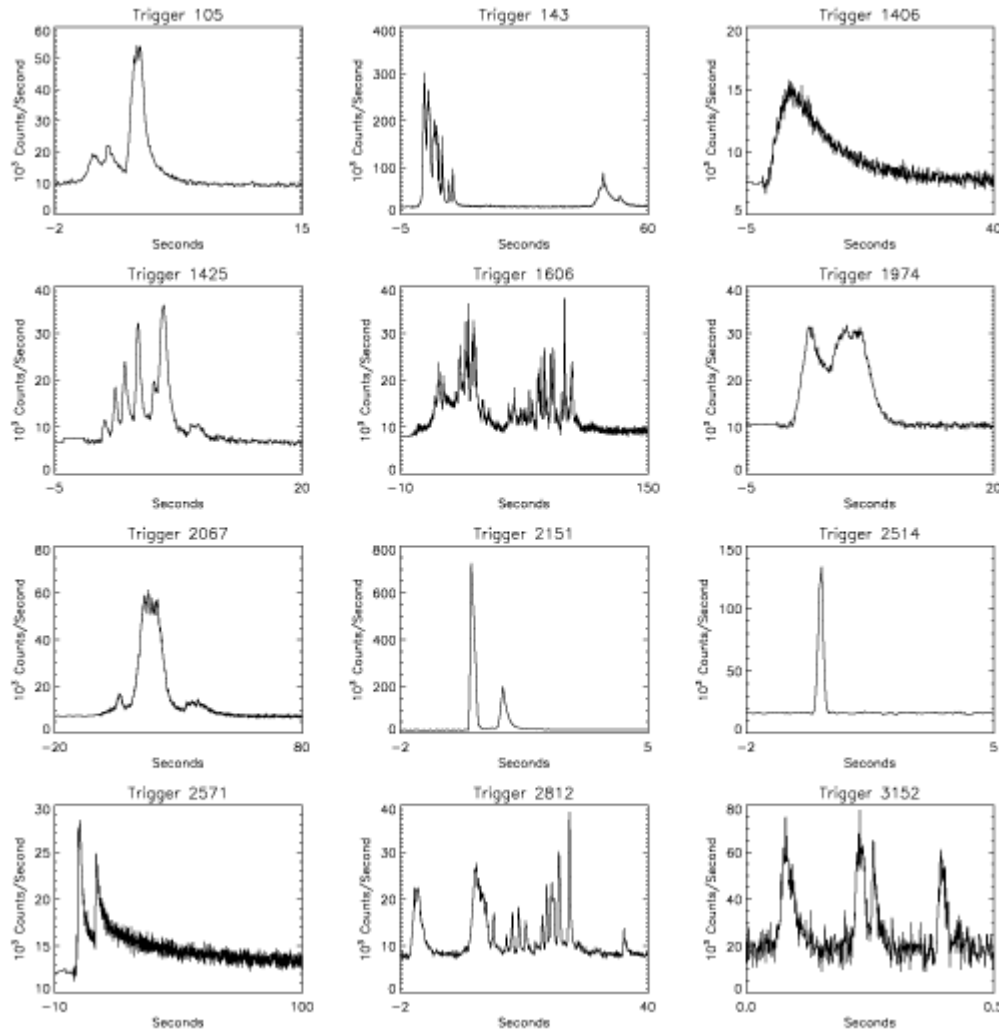 Trigger 105
10³ Counts/Second
60
50
40
30
20
10
0
-2
15
Seconds
Trigger 143
10³ Counts/Second
400
300
200
100
0
-5
60
Seconds
Trigger 1406
10³ Counts/Second
20
15
10
5
-5
40
Seconds
Trigger 1425
10³ Counts/Second
40
30
20
10
0
-5
20
Seconds
Trigger 1606
10³ Counts/Second
40
30
20
10
0
-10
150
Seconds
Trigger 1974
10³ Counts/Second
40
30
20
10
0
-5
20
Seconds
Trigger 2067
10³ Counts/Second
80
60
40
20
0
-20
80
Seconds
Trigger 2151
10³ Counts/Second
800
600
400
200
0
-2
5
Seconds
Trigger 2514
10³ Counts/Second
150
100
50
0
-2
5
Seconds
Trigger 2571
10³ Counts/Second
30
25
20
15
10
-10
100
Seconds
Trigger 2812
10³ Counts/Second
40
30
20
10
0
-2
40
Seconds
Trigger 3152
10³ Counts/Second
80
60
40
20
0
0.0
0.5
Seconds